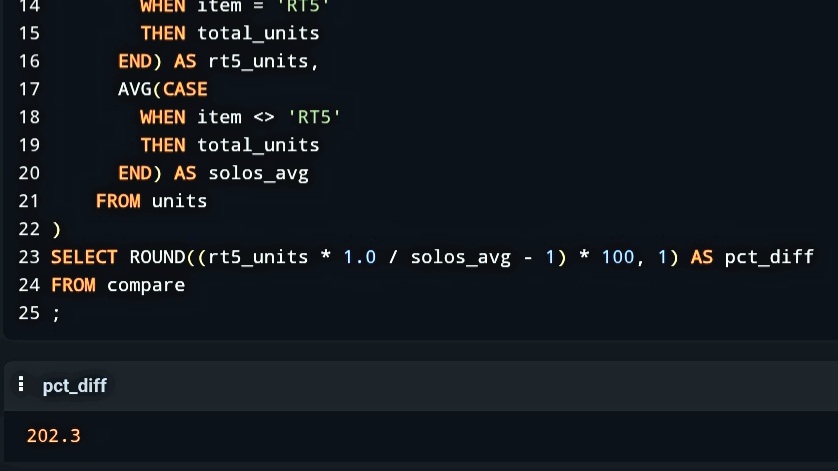 14 WHEN item = 'RT5'
15 THEN total_units
16 END) AS rt5_units,
17 AVG(CASE
18 WHEN item <> 'RT5'
19 THEN total_units
20 END) AS solos_avg
21 FROM units
22 )
23 SELECT ROUND((rt5_units * 1.0 / solos_avg - 1) * 100, 1) AS pct_diff
24 FROM compare
25 ;
pct_diff
202.3